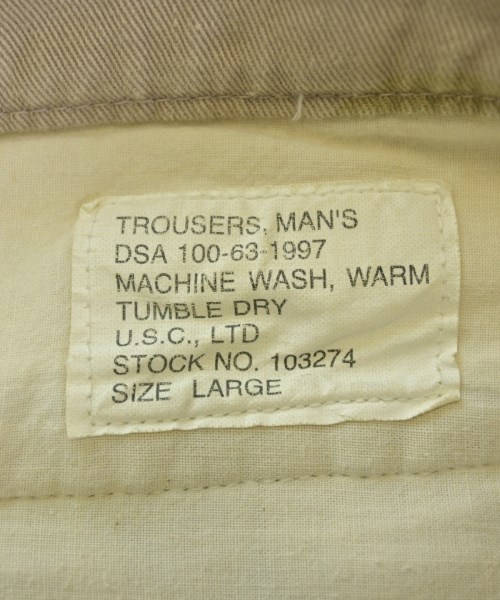 TROUSERS, MAN'S
DSA 100-63-1997
MACHINE WASH, WARM
TUMBLE DRY
U.S.C., LTD
STOCK NO. 103274
SIZE LARGE